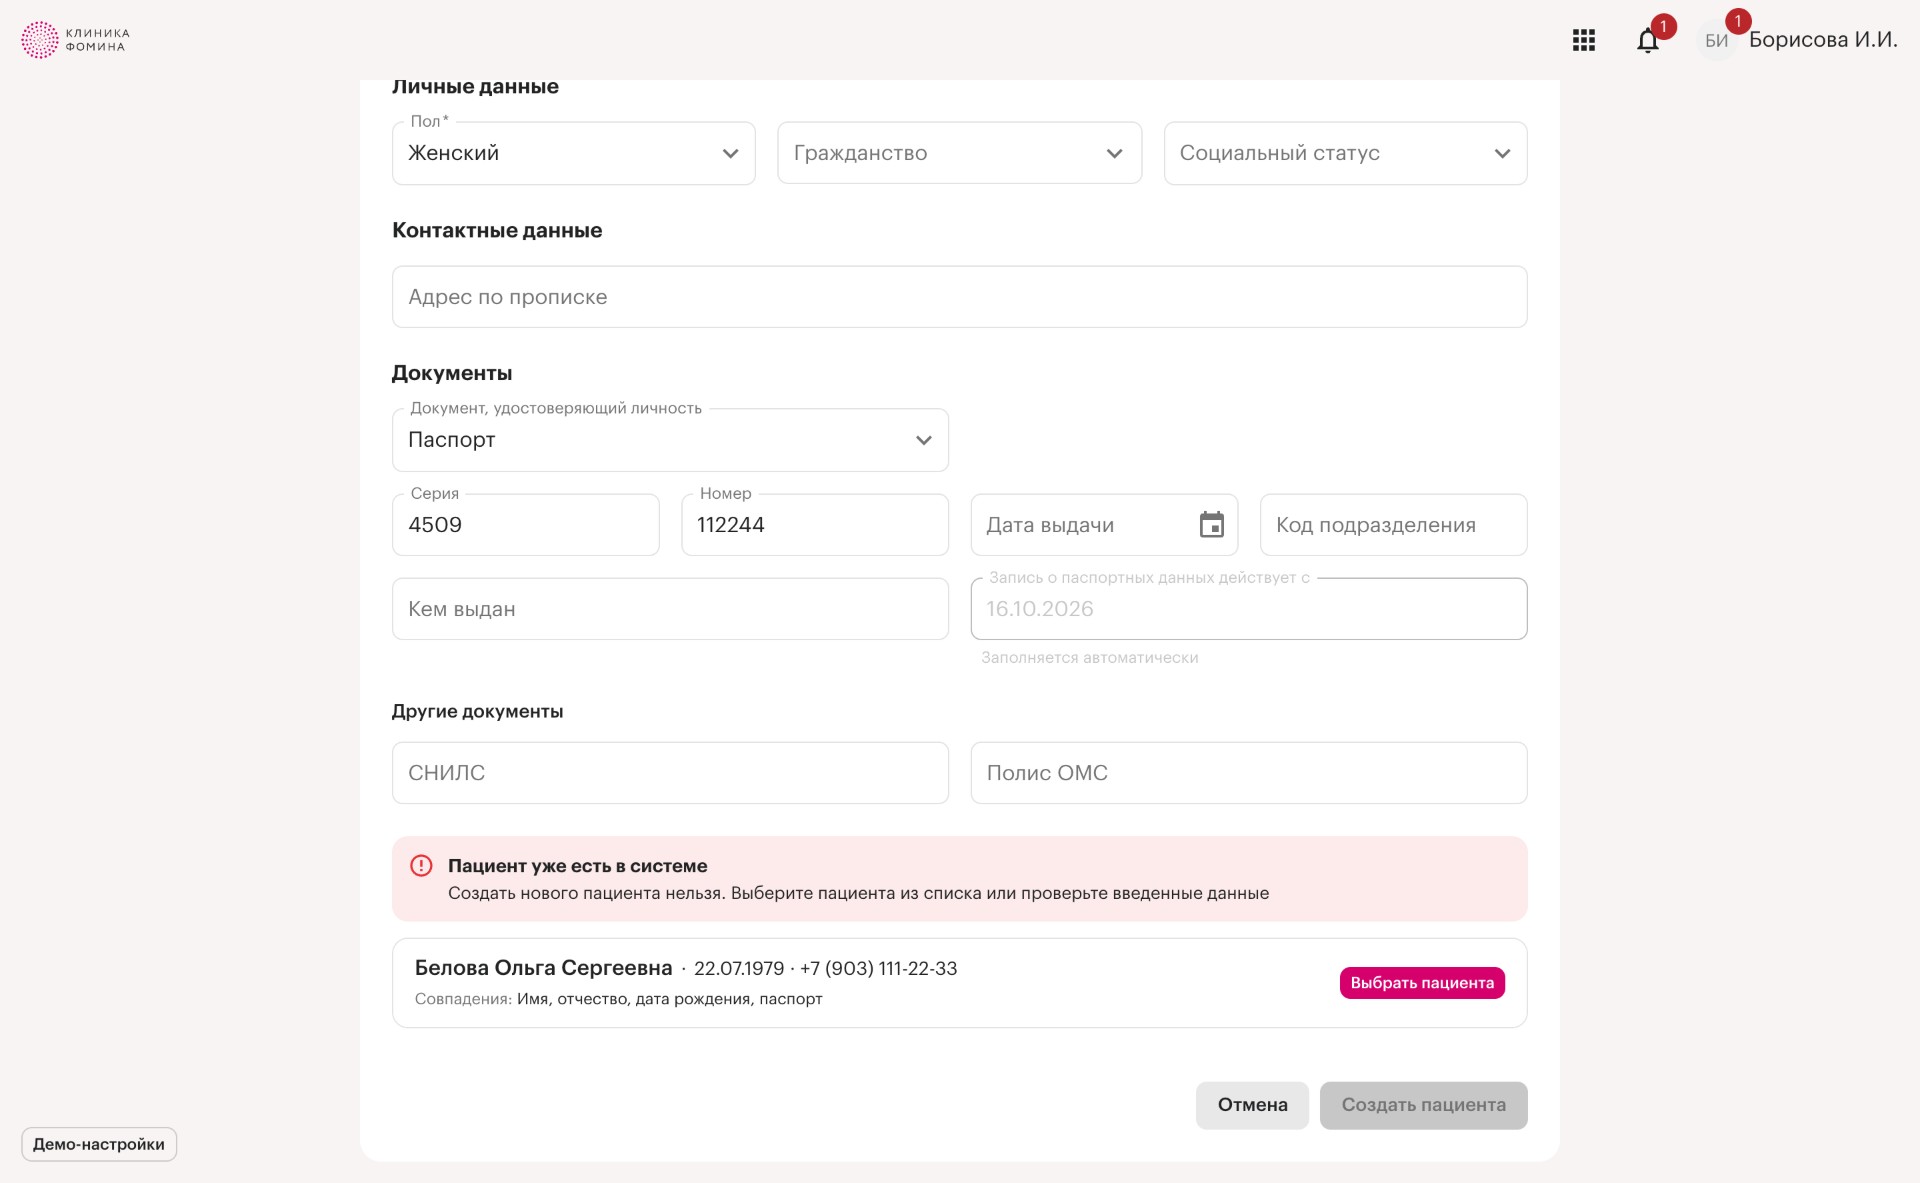 КЛИНИКА
ФОМИНА
1
БИ
1
Борисова И.И.
Личные данные
Пол*
Женский
Гражданство
Социальный статус
Контактные данные
Адрес по прописке
Документы
Документ, удостоверяющий личность
Паспорт
Серия
4509
Номер
112244
Дата выдачи
Код подразделения
Кем выдан
Запись о паспортных данных действует с
16.10.2026
Заполняется автоматически
Другие документы
СНИЛС
Полис ОМС
Пациент уже есть в системе
Создать нового пациента нельзя. Выберите пациента из списка или проверьте введенные данные
Белова Ольга Сергеевна · 22.07.1979 · +7 (903) 111-22-33
Совпадения: Имя, отчество, дата рождения, паспорт
Выбрать пациента
Отмена
Создать пациента
Демо-настройки